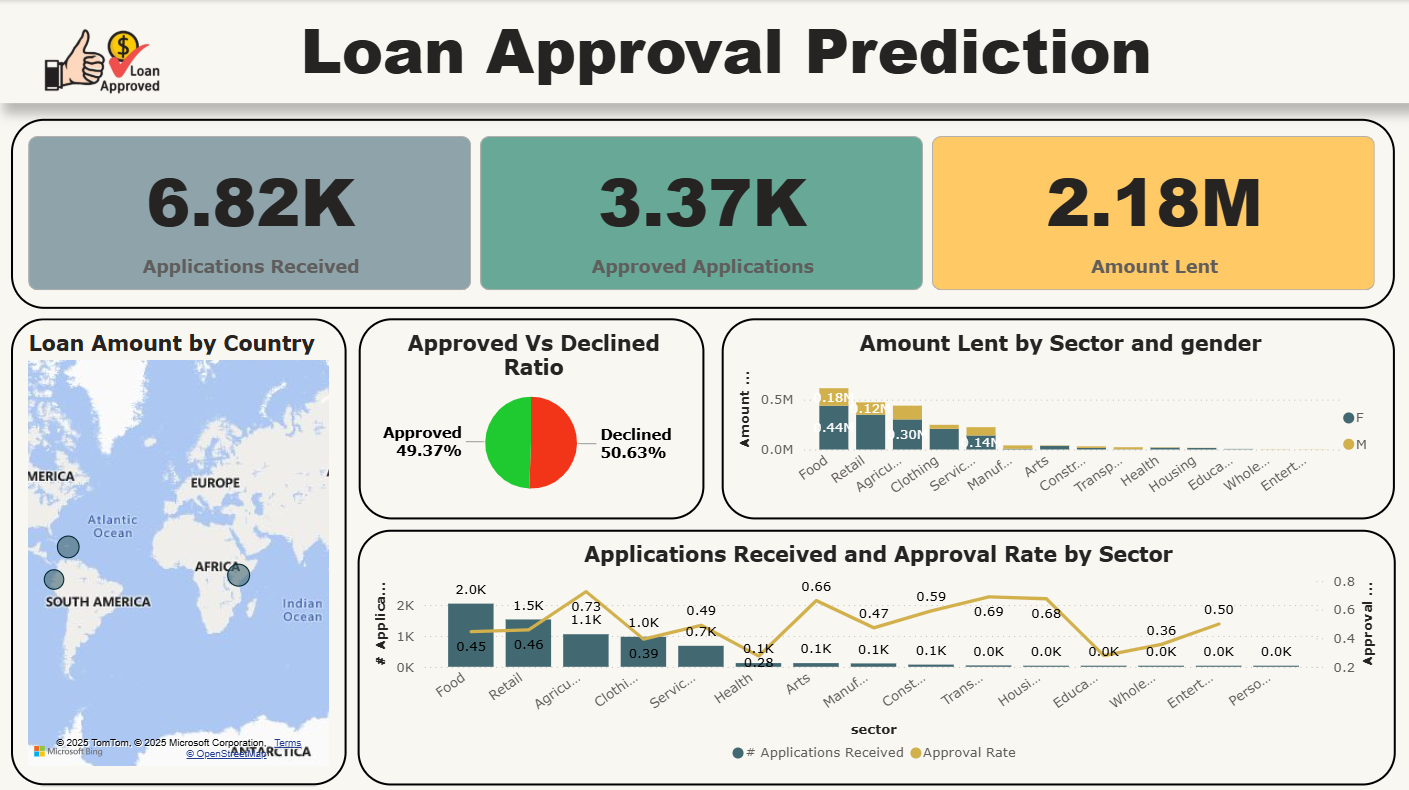 Loan
Approved
Loan Approval Prediction
6.82K
Applications Received
3.37K
Approved Applications
2.18M
Amount Lent
Loan Amount by Country
MERICA
EUROPE
Atlantic
Ocean
AFRICA
SOUTH AMERICA
Indian
Ocean
© 2025 TomTom, © 2025 Microsoft Corporation, Terms
Microsoft Bing
© OpenStreetMap
ANTARCTICA
Approved Vs Declined
Ratio
Approved
49.37%
Declined
50.63%
Amount Lent by Sector and gender
Amount ...
0.5M
0.0M
0.18M
0.44M
0.12M
0.30M
0.14M
Food
Retail
Agricu...
Clothing
Servic...
Manuf...
Arts
Constr...
Transp...
Health
Housing
Educa...
Whole...
Entert...
F
M
Applications Received and Approval Rate by Sector
# Applica...
2K
1K
0K
2.0K
1.5K
1.1K
1.0K
0.7K
0.1K
0.1K
0.1K
0.1K
0.0K
0.0K
0.0K
0.0K
0.0K
0.0K
0.45
0.46
0.73
0.39
0.49
0.28
0.66
0.47
0.59
0.69
0.68
0.36
0.50
0.8
0.6
0.4
0.2
Approval ...
Food
Retail
Agricu...
Clothi...
Servic...
Health
Arts
Manuf...
Const...
Trans...
Housi...
Educa...
Whole...
Entert...
Perso...
sector
# Applications Received
Approval Rate